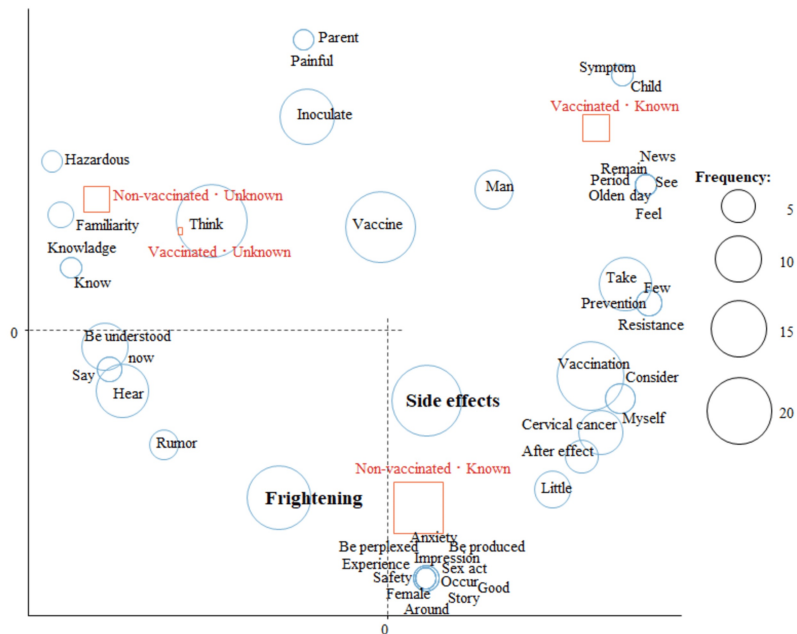 Parent
Painful
Symptom
Child
Inoculate
Vaccinated・Known
Hazardous
News
Remain
Period
See
Olden day
Feel
Frequency:
5
Man
Non-vaccinated・Unknown
Familiarity
Think
Vaccine
Vaccinated・Unknown
Knowladge
Know
10
Take
Few
Prevention
Resistance
0
15
Be understood
now
Say
Hear
Vaccination
Consider
Myself
Side effects
20
Cervical cancer
Rumor
After effect
Non-vaccinated・Known
Little
Frightening
Anxiety
Be perplexed
Be produced
Impression
Experience
Sex act
Safety
Occur
Good
Female
Story
Around
0